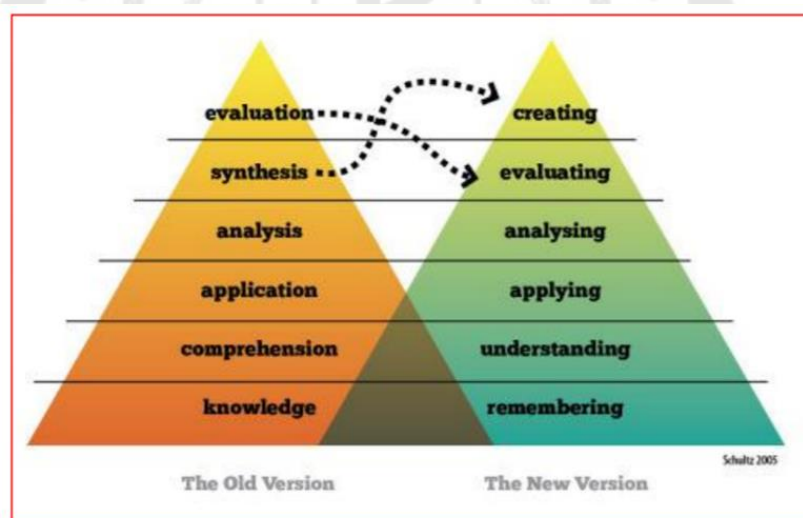 evaluation
creating
synthesis
evaluating
analysis
analysing
application
applying
comprehension
understanding
knowledge
remembering
Schultz 2005
The Old Version
The New Version